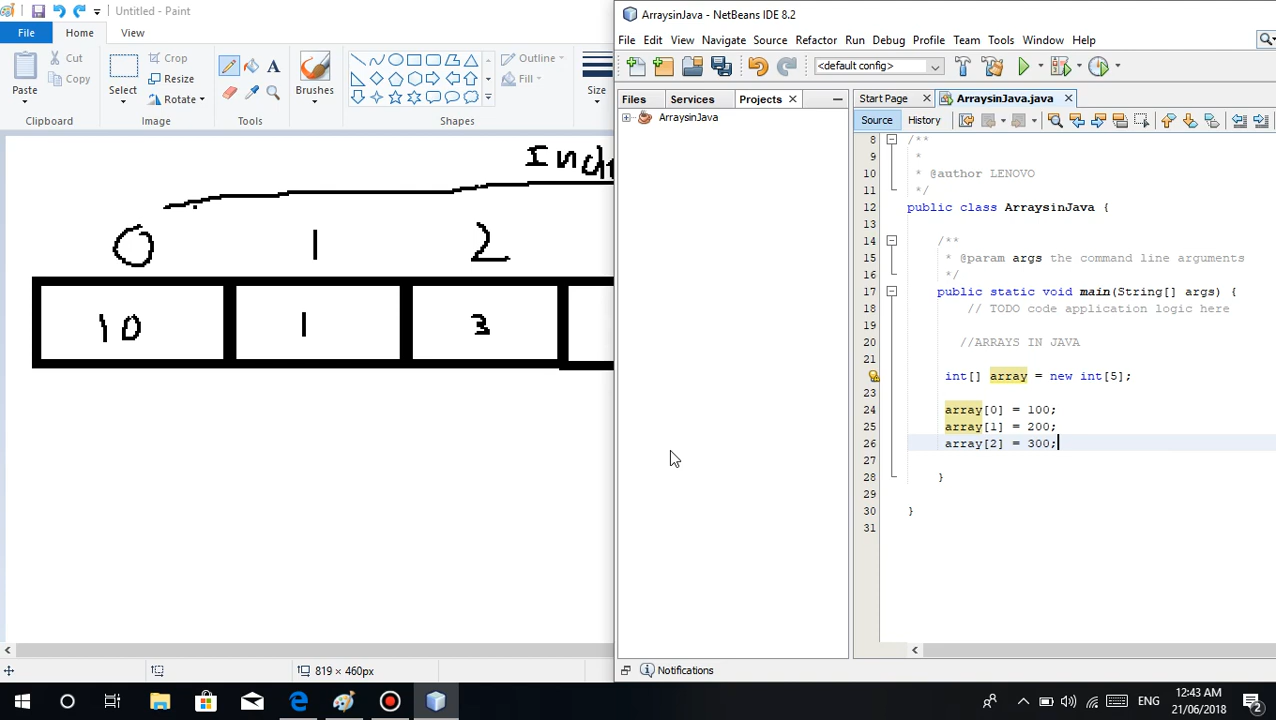 Untitled - Paint
File
Home
View
Paste
Cut
Copy
Clipboard
Select
Crop
Resize
Rotate
Image
Tools
Brushes
Shapes
Outline
Fill
Size
0 1 2
10 1 3
819 × 460px
ArraysinJava - NetBeans IDE 8.2
File Edit View Navigate Source Refactor Run Debug Profile Team Tools Window Help
<default config>
Files Services Projects
ArraysinJava
Start Page ArraysinJava.java
Source History
8 /**
9 *
10 * @author LENOVO
11 */
12 public class ArraysinJava {
13
14 /**
15 * @param args the command line arguments
16 */
17 public static void main(String[] args) {
18 // TODO code application logic here
19
20 //ARRAYS IN JAVA
21
int[] array = new int[5];
23
24 array[0] = 100;
25 array[1] = 200;
26 array[2] = 300;
27
28 }
29
30 }
31
Notifications
ENG
12:43 AM
21/06/2018
2